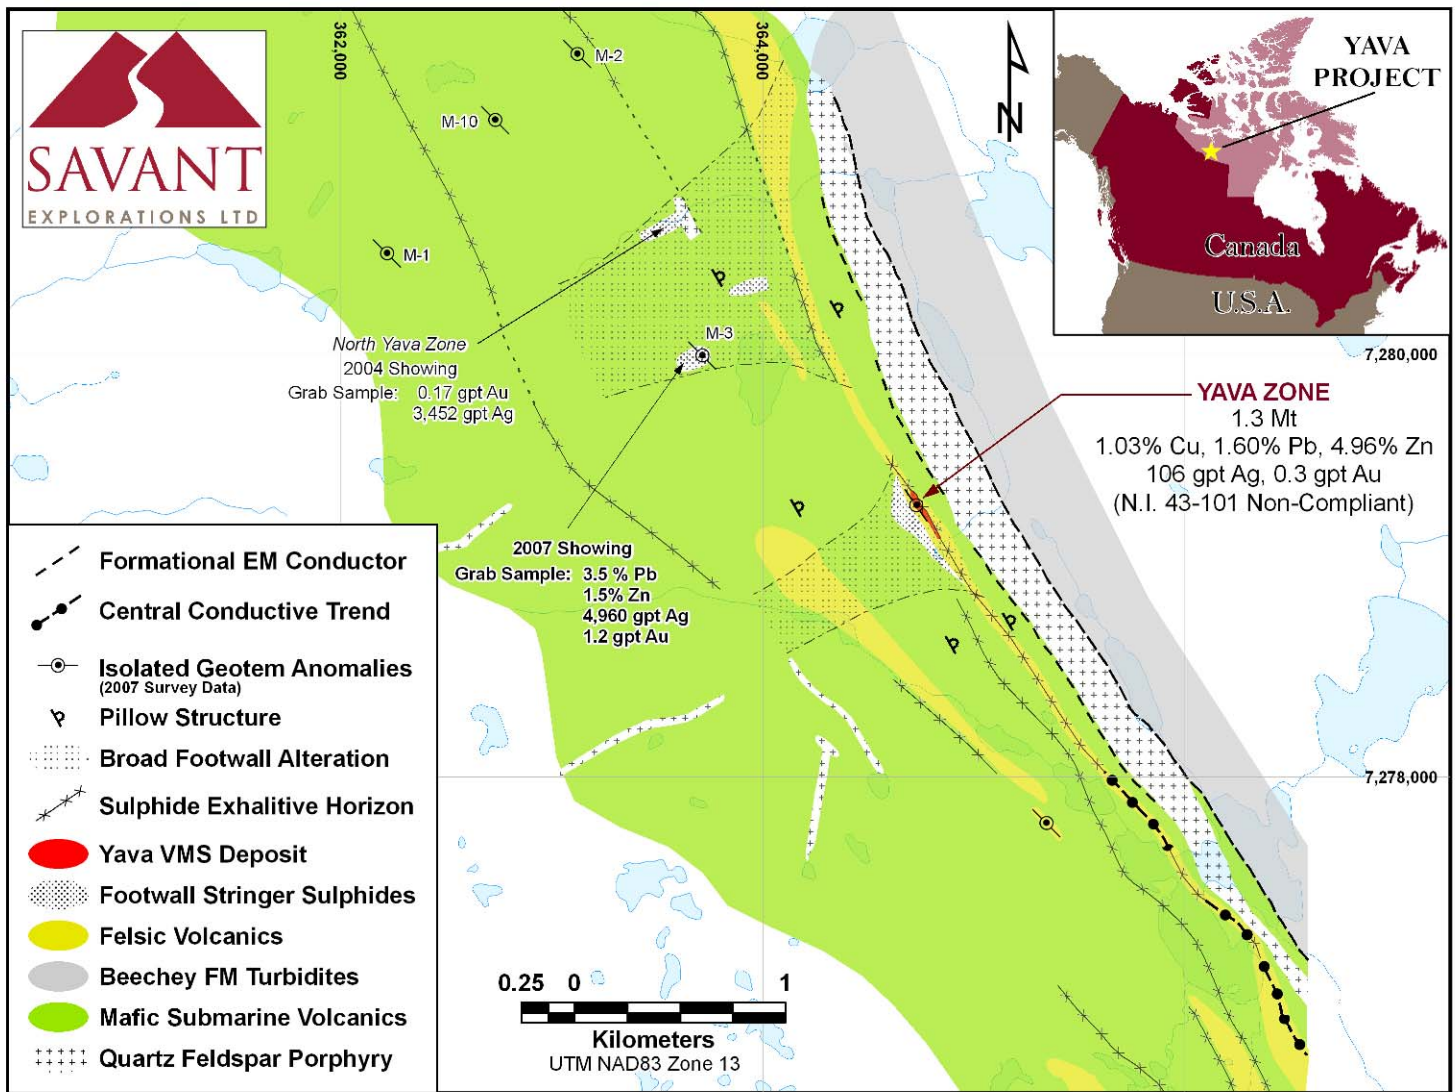 SAVANT
EXPLORATIONS LTD
362,000
364,000
M-2
M-10
M-1
N
YAVA
PROJECT
Canada
U.S.A.
M-3
North Yava Zone
2004 Showing
Grab Sample: 0.17 gpt Au
3,452 gpt Ag
7,280,000
YAVA ZONE
1.3 Mt
1.03% Cu, 1.60% Pb, 4.96% Zn
106 gpt Ag, 0.3 gpt Au
(N.I. 43-101 Non-Compliant)
2007 Showing
Grab Sample: 3.5 % Pb
1.5% Zn
4,960 gpt Ag
1.2 gpt Au
7,278,000
Formational EM Conductor
Central Conductive Trend
Isolated Geotem Anomalies
(2007 Survey Data)
Pillow Structure
Broad Footwall Alteration
Sulphide Exhalitive Horizon
Yava VMS Deposit
Footwall Stringer Sulphides
Felsic Volcanics
Beechey FM Turbidites
Mafic Submarine Volcanics
Quartz Feldspar Porphyry
0.25 0 1
Kilometers
UTM NAD83 Zone 13